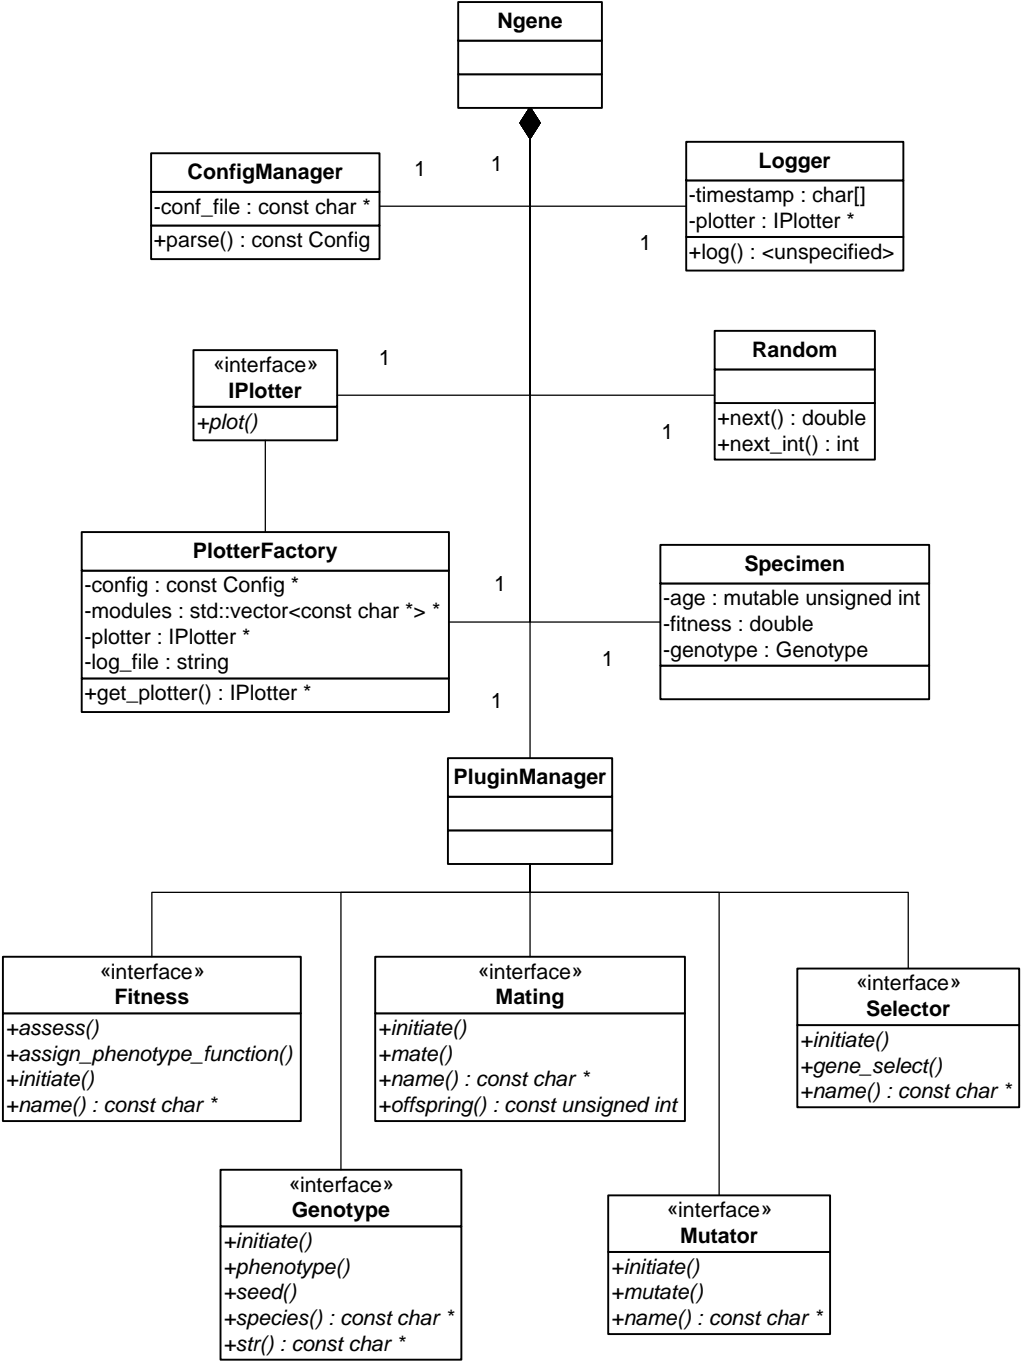 Ngene
ConfigManager
-conf_file : const char *
+parse() : const Config
1
1
Logger
-timestamp : char[]
-plotter : IPlotter *
+log() : <unspecified>
1
«interface»
IPlotter
+plot()
1
Random
+next() : double
+next_int() : int
1
PlotterFactory
-config : const Config *
-modules : std::vector<const char *> *
-plotter : IPlotter *
-log_file : string
+get_plotter() : IPlotter *
1
Specimen
-age : mutable unsigned int
-fitness : double
-genotype : Genotype
1
1
PluginManager
«interface»
Fitness
+assess()
+assign_phenotype_function()
+initiate()
+name() : const char *
«interface»
Mating
+initiate()
+mate()
+name() : const char *
+offspring() : const unsigned int
«interface»
Selector
+initiate()
+gene_select()
+name() : const char *
«interface»
Genotype
+initiate()
+phenotype()
+seed()
+species() : const char *
+str() : const char *
«interface»
Mutator
+initiate()
+mutate()
+name() : const char *